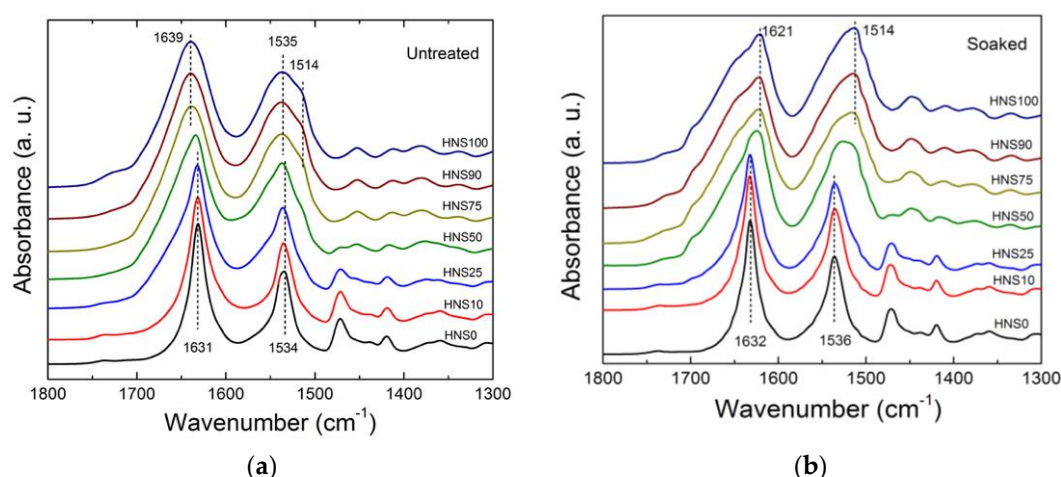 1639
1535
1514
Untreated
HNS100
HNS90
HNS75
HNS50
HNS25
HNS10
HNS0
1631
1534
Absorbance (a. u.)
1800 1700 1600 1500 1400 1300
Wavenumber (cm⁻¹)
(a)
1621
1514
Soaked
HNS100
HNS90
HNS75
HNS50
HNS25
HNS10
HNS0
1632
1536
Absorbance (a. u.)
1800 1700 1600 1500 1400 1300
Wavenumber (cm⁻¹)
(b)